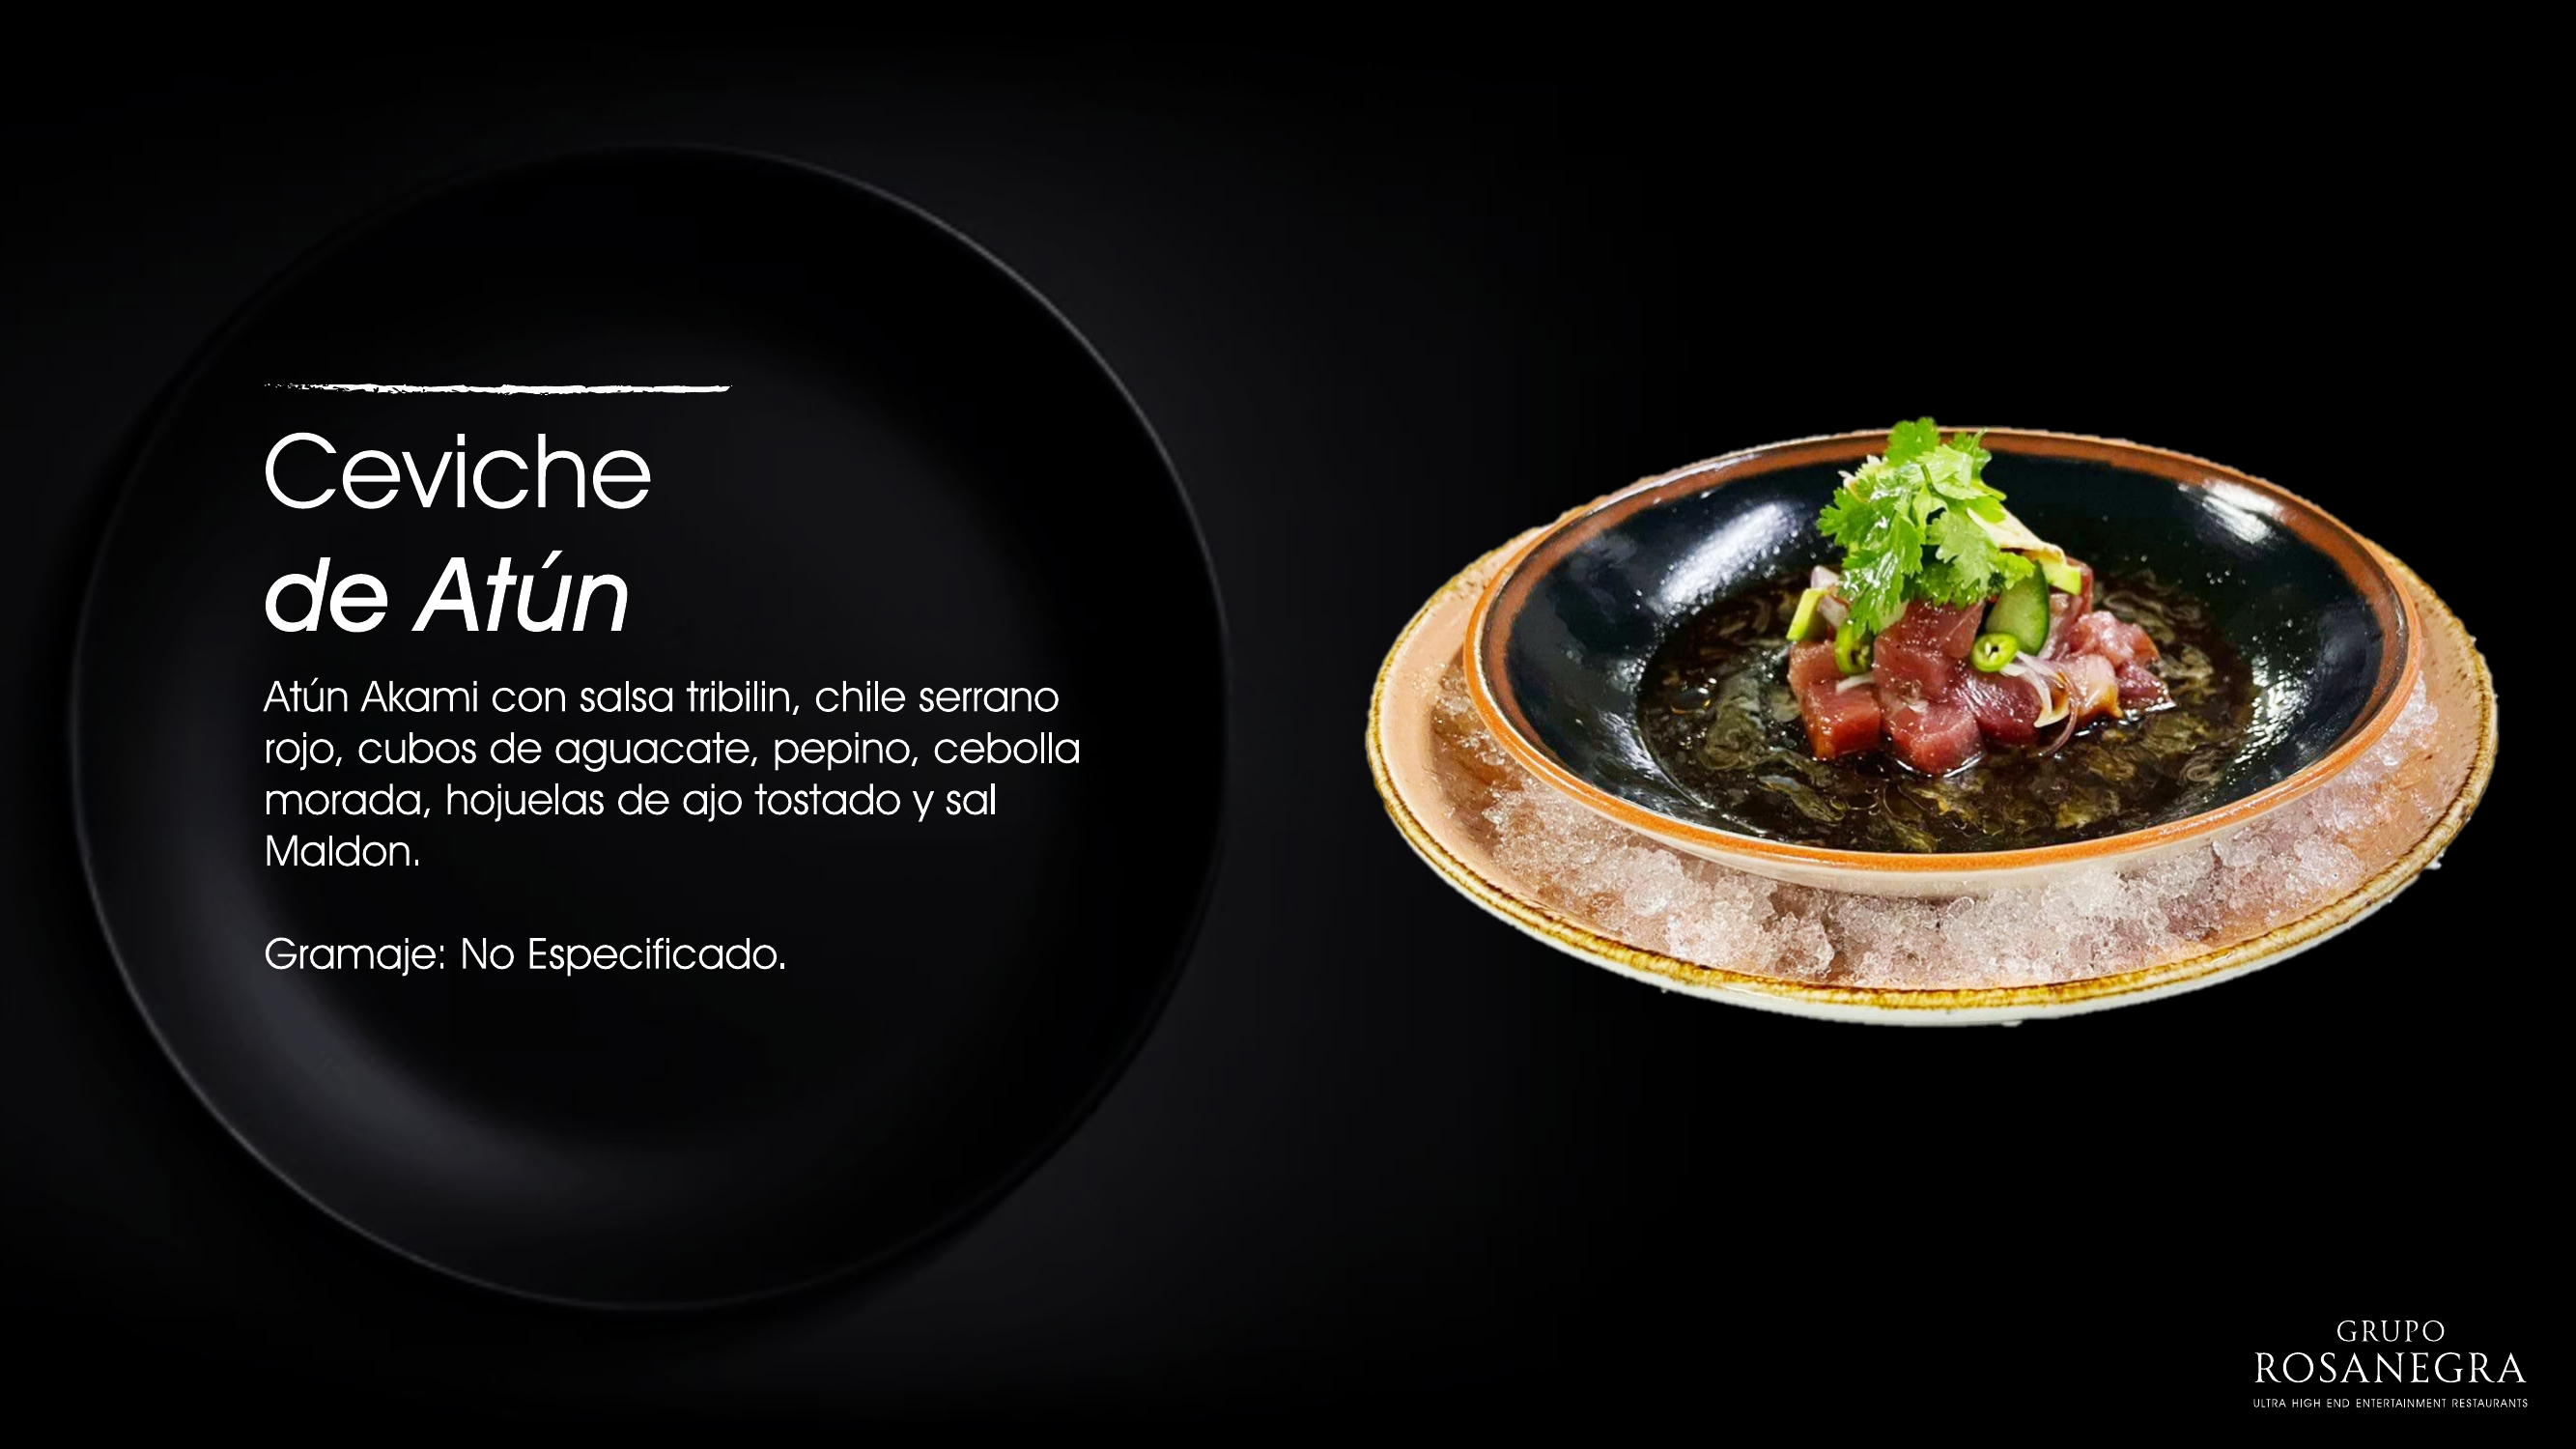 Ceviche
de Atún
Atún Akami con salsa tribilin, chile serrano
rojo, cubos de aguacate, pepino, cebolla
morada, hojuelas de ajo tostado y sal
Maldon.
Gramaje: No Especificado.
GRUPO
ROSANEGRA
ULTRA HIGH END ENTERTAINMENT RESTAURANTS